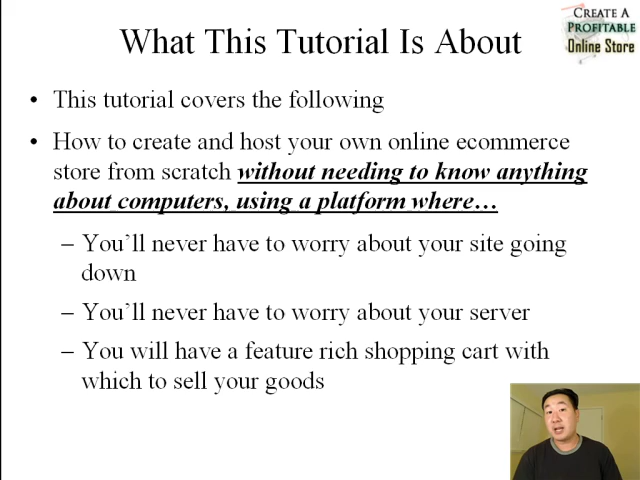 What This Tutorial Is About
CREATE A
PROFITABLE
Online Store
• This tutorial covers the following
• How to create and host your own online ecommerce
store from scratch without needing to know anything
about computers, using a platform where…
– You'll never have to worry about your site going
down
– You'll never have to worry about your server
– You will have a feature rich shopping cart with
which to sell your goods